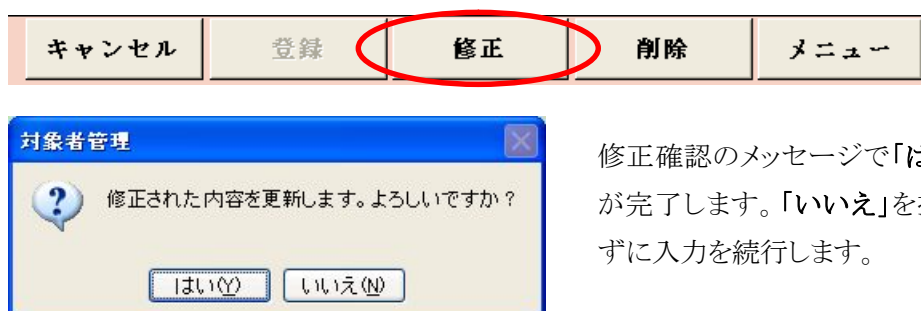 キャンセル 登録 修正 削除 メニュー
対象者管理
修正された内容を更新します。よろしいですか？
はい(Y) いいえ(N)
修正確認のメッセージで「は
が完了します。「いいえ」を
ずに入力を続行します。